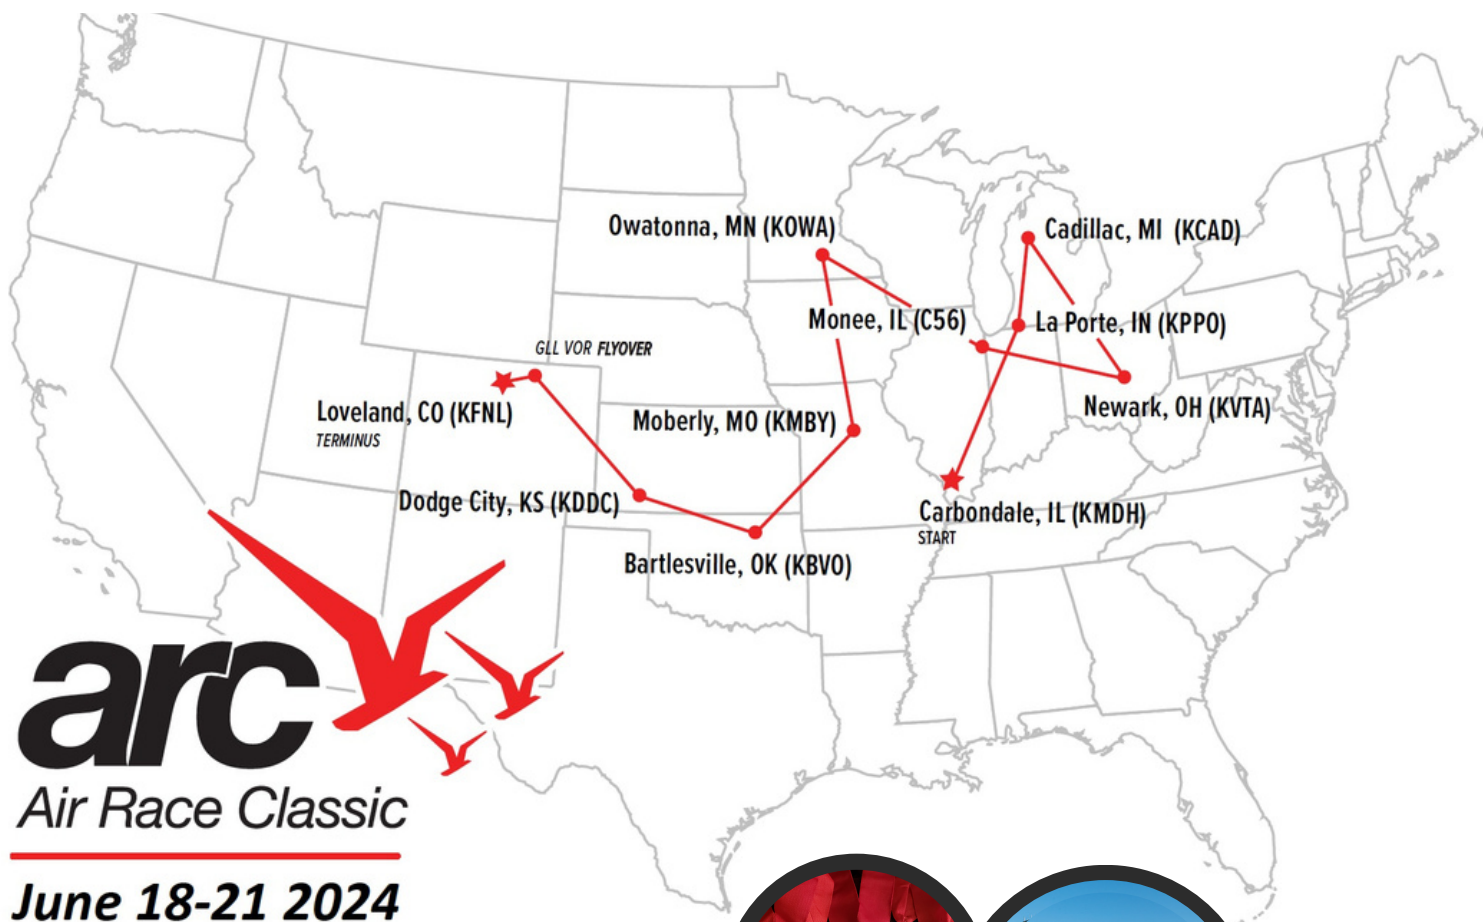 Owatonna, MN (KOWA)
Cadillac, MI (KCAD)
Monee, IL (C56)
La Porte, IN (KPPO)
GLL VOR FLYOVER
Loveland, CO (KFNL)
TERMINUS
Moberly, MO (KMBY)
Newark, OH (KVTA)
Dodge City, KS (KDDC)
Carbondale, IL (KMDH)
START
Bartlesville, OK (KBVO)
arc
Air Race Classic
June 18-21 2024